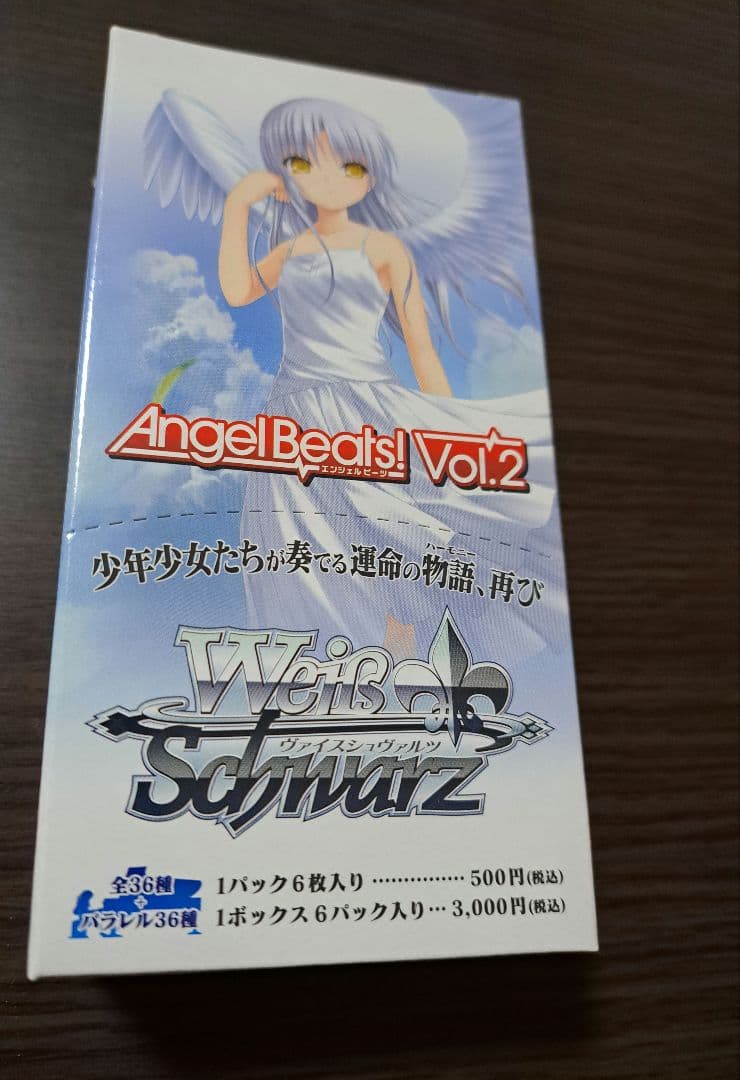 Angel Beats! Vol.2
エンジェルビーツ
少年少女たちが奏でる運命の物語、再び
ハーモニー
Weiß
ヴァイスシュヴァルツ
Schwarz
全36種
+
パラレル36種
1パック6枚入り……………500円(税込)
1ボックス6パック入り…3,000円(税込)